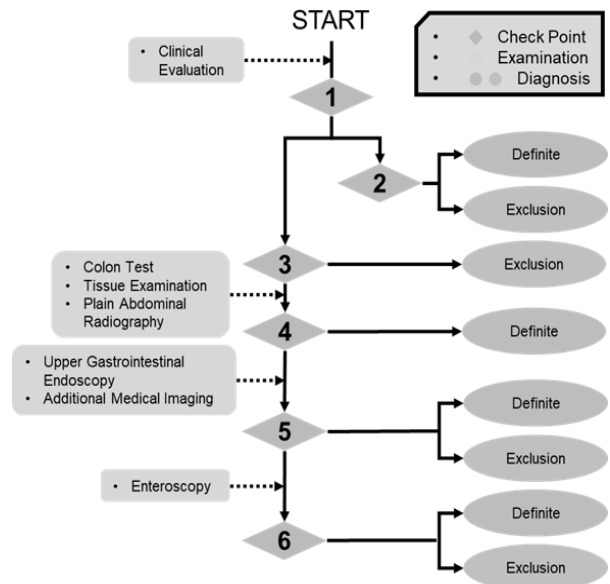 START
• Clinical
Evaluation
• Check Point
• Examination
• Diagnosis
1
2
Definite
Exclusion
3
Exclusion
• Colon Test
• Tissue Examination
• Plain Abdominal
Radiography
4
Definite
• Upper Gastrointestinal
Endoscopy
• Additional Medical Imaging
5
Definite
Exclusion
• Enteroscopy
6
Definite
Exclusion